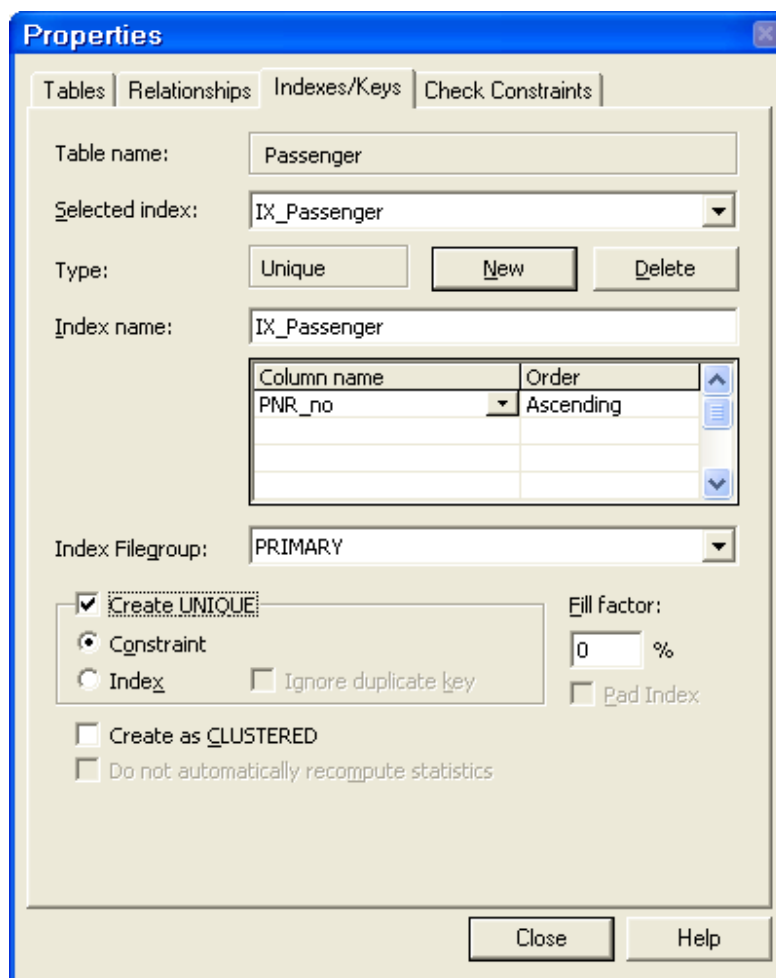 Properties
Tables Relationships Indexes/Keys Check Constraints
Table name: Passenger
Selected index: IX_Passenger
Type: Unique New Delete
Index name: IX_Passenger
Column name Order
PNR_no Ascending
Index Filegroup: PRIMARY
Create UNIQUE Fill factor:
Constraint 0 %
Index Ignore duplicate key Pad Index
Create as CLUSTERED
Do not automatically recompute statistics
Close Help